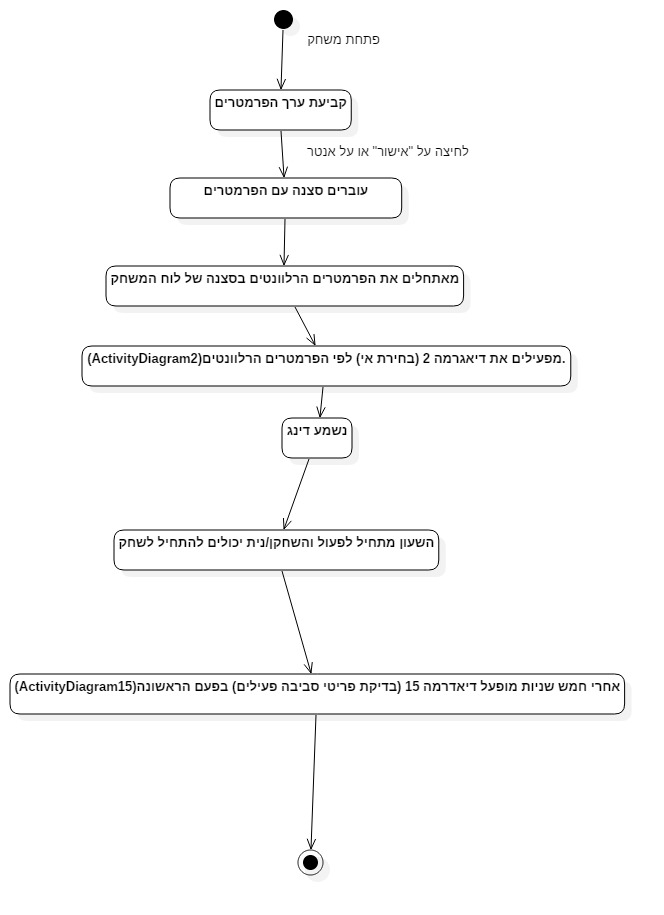 פתחת משחק
קביעת ערך הפרמטרים
לחיצה על "אישור" או על אנטר
עוברים סצנה עם הפרמטרים
מאתחלים את הפרמטרים הרלוונטים בסצנה של לוח המשחק
מפעילים את דיאגרמה 2 (בחירת אי) לפי הפרמטרים הרלוונטים(ActivityDiagram2).
נשמע דינג
השעון מתחיל לפעול והשחקן/נית יכולים להתחיל לשחק
אחרי חמש שניות מופעל דיאדרמה 15 (בדיקת פריטי סביבה פעילים) בפעם הראשונה(ActivityDiagram15)